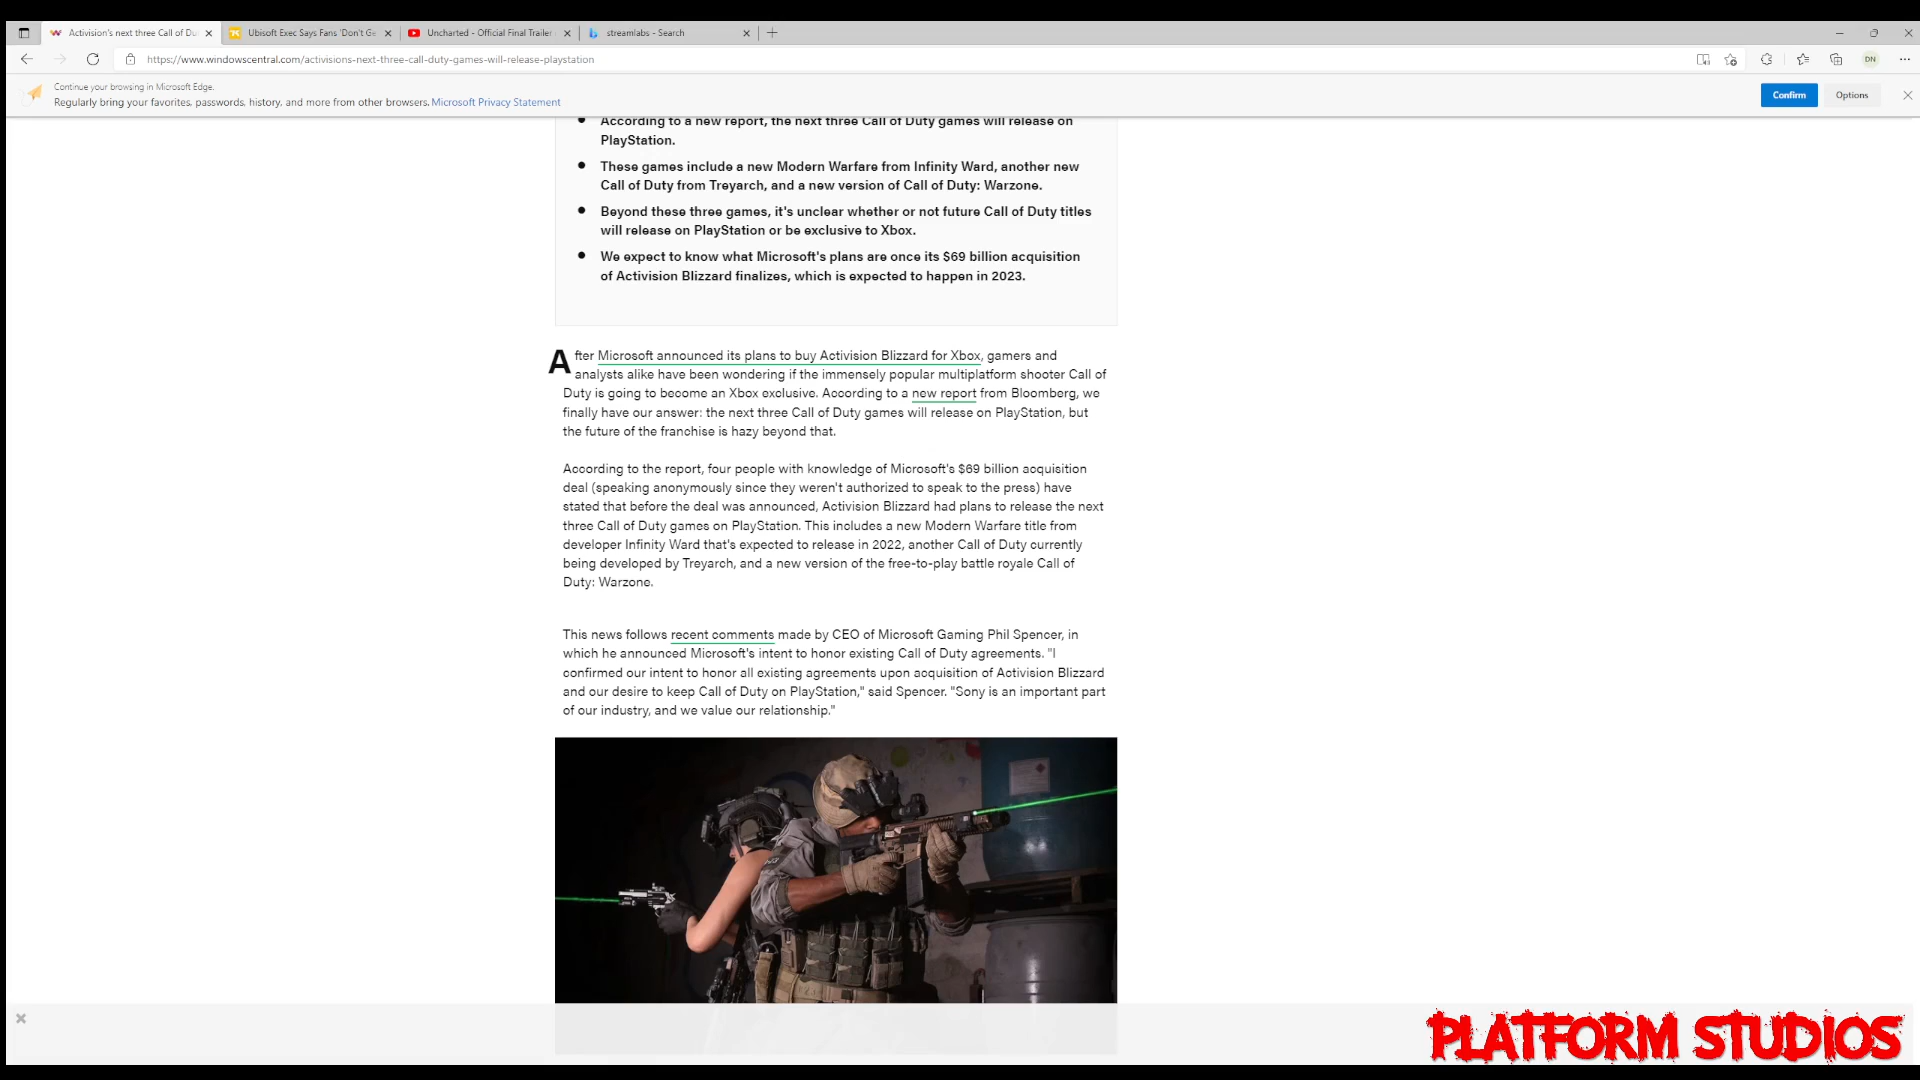 Activision's next three Call of Du
Ubisoft Exec Says Fans 'Don't Ge
Uncharted - Official Final Trailer
streamlabs - Search
https://www.windowscentral.com/activisions-next-three-call-duty-games-will-release-playstation
DN
Continue your browsing in Microsoft Edge.
Regularly bring your favorites, passwords, history, and more from other browsers. Microsoft Privacy Statement
Confirm
Options
According to a new report, the next three Call of Duty games will release on
PlayStation.
These games include a new Modern Warfare from Infinity Ward, another new
Call of Duty from Treyarch, and a new version of Call of Duty: Warzone.
Beyond these three games, it's unclear whether or not future Call of Duty titles
will release on PlayStation or be exclusive to Xbox.
We expect to know what Microsoft's plans are once its $69 billion acquisition
of Activision Blizzard finalizes, which is expected to happen in 2023.
After Microsoft announced its plans to buy Activision Blizzard for Xbox, gamers and
analysts alike have been wondering if the immensely popular multiplatform shooter Call of
Duty is going to become an Xbox exclusive. According to a new report from Bloomberg, we
finally have our answer: the next three Call of Duty games will release on PlayStation, but
the future of the franchise is hazy beyond that.
According to the report, four people with knowledge of Microsoft's $69 billion acquisition
deal (speaking anonymously since they weren't authorized to speak to the press) have
stated that before the deal was announced, Activision Blizzard had plans to release the next
three Call of Duty games on PlayStation. This includes a new Modern Warfare title from
developer Infinity Ward that's expected to release in 2022, another Call of Duty currently
being developed by Treyarch, and a new version of the free-to-play battle royale Call of
Duty: Warzone.
This news follows recent comments made by CEO of Microsoft Gaming Phil Spencer, in
which he announced Microsoft's intent to honor existing Call of Duty agreements. "I
confirmed our intent to honor all existing agreements upon acquisition of Activision Blizzard
and our desire to keep Call of Duty on PlayStation," said Spencer. "Sony is an important part
of our industry, and we value our relationship."
PLATFORM STUDIOS